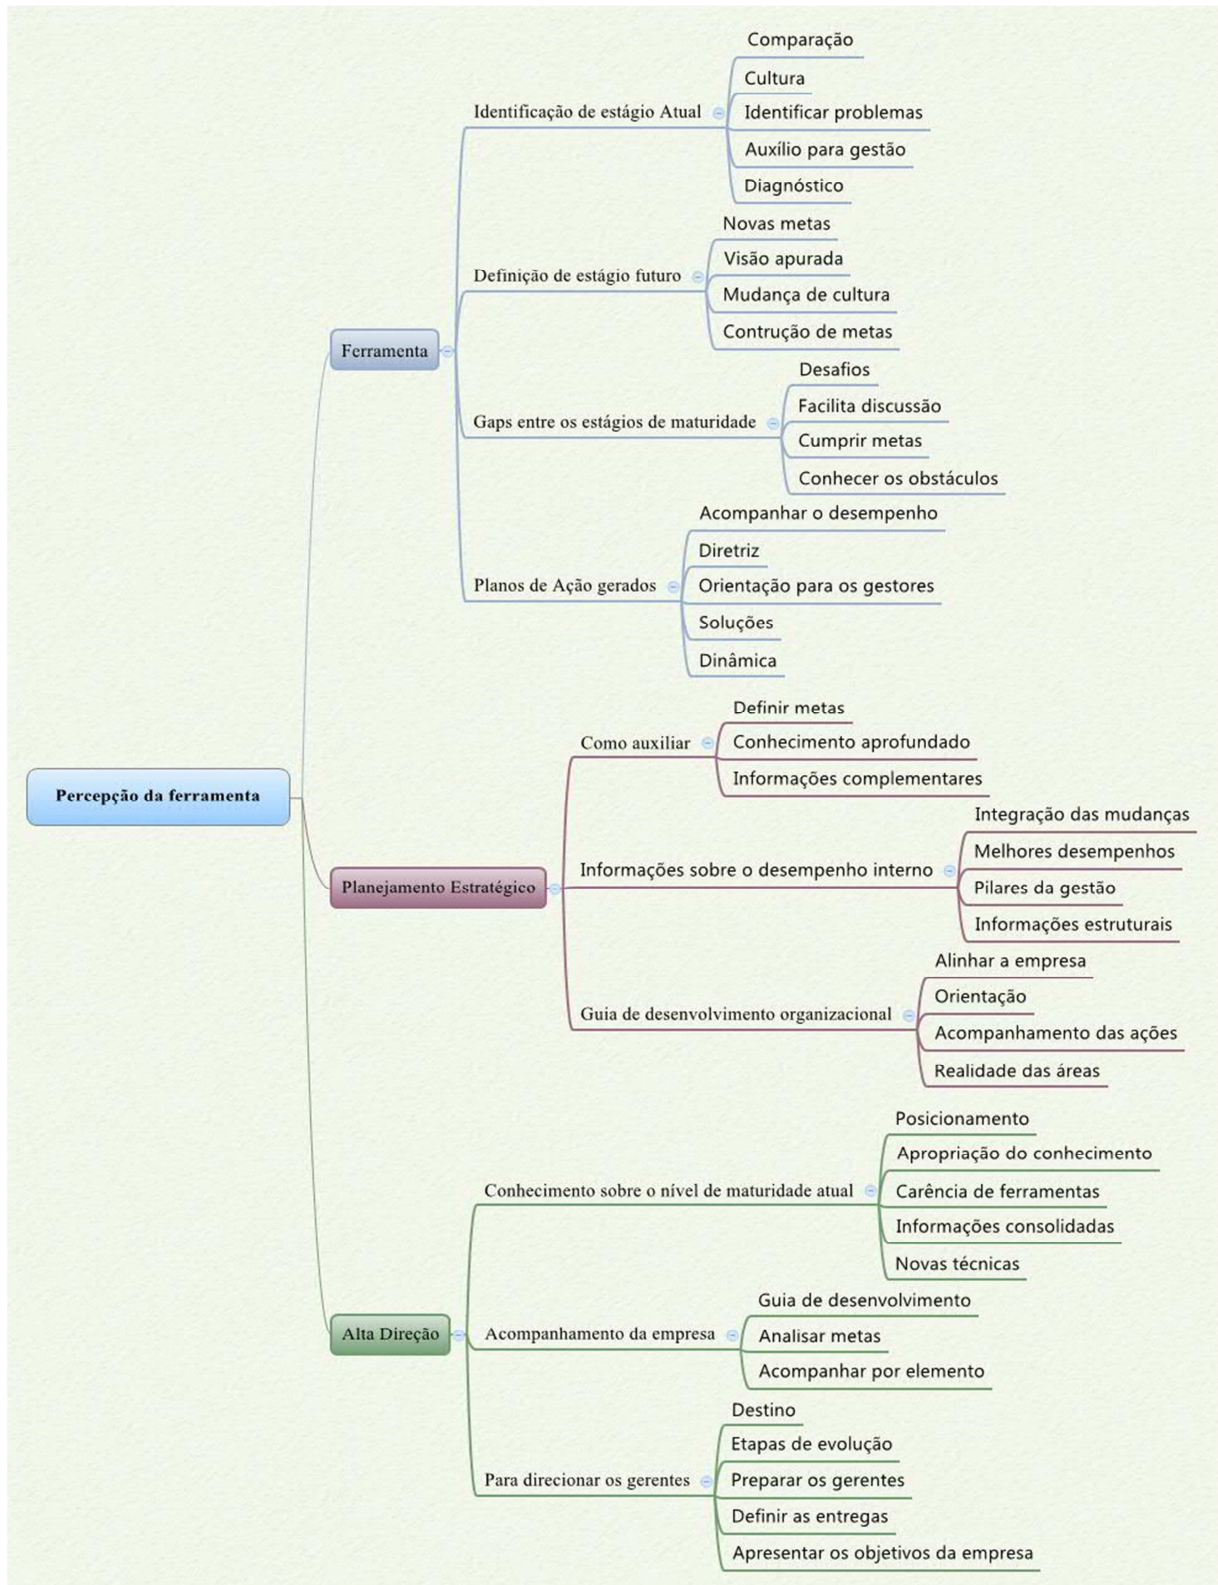 Percepção da ferramenta
Ferramenta
Identificação de estágio Atual
Comparação
Cultura
Identificar problemas
Auxílio para gestão
Diagnóstico
Definição de estágio futuro
Novas metas
Visão apurada
Mudança de cultura
Contrução de metas
Gaps entre os estágios de maturidade
Desafios
Facilita discussão
Cumprir metas
Conhecer os obstáculos
Planos de Ação gerados
Acompanhar o desempenho
Diretriz
Orientação para os gestores
Soluções
Dinâmica
Planejamento Estratégico
Como auxiliar
Definir metas
Conhecimento aprofundado
Informações complementares
Informações sobre o desempenho interno
Integração das mudanças
Melhores desempenhos
Pilares da gestão
Informações estruturais
Guia de desenvolvimento organizacional
Alinhar a empresa
Orientação
Acompanhamento das ações
Realidade das áreas
Alta Direção
Conhecimento sobre o nível de maturidade atual
Posicionamento
Apropriação do conhecimento
Carência de ferramentas
Informações consolidadas
Novas técnicas
Acompanhamento da empresa
Guia de desenvolvimento
Analisar metas
Acompanhar por elemento
Para direcionar os gerentes
Destino
Etapas de evolução
Preparar os gerentes
Definir as entregas
Apresentar os objetivos da empresa